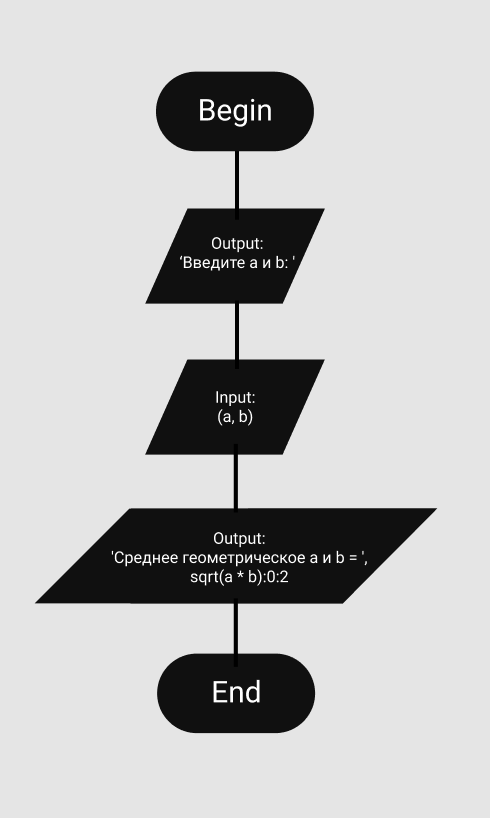 Begin
Output:
‘Введите a и b: '
Input:
(a, b)
Output:
'Среднее геометрическое a и b = ',
sqrt(a * b):0:2
End